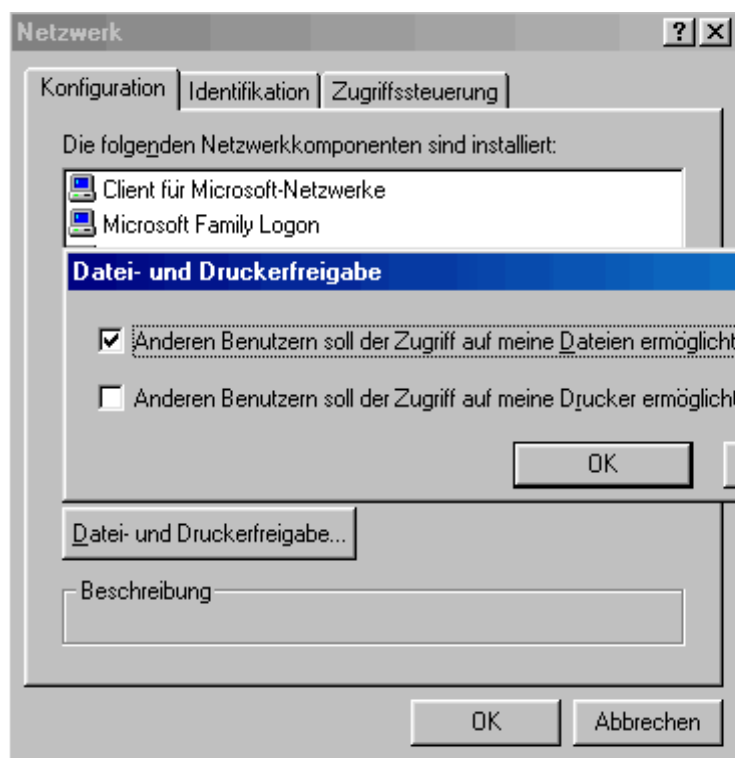 Netzwerk
Konfiguration Identifikation Zugriffssteuerung
Die folgenden Netzwerkkomponenten sind installiert:
Client für Microsoft-Netzwerke
Microsoft Family Logon
Datei- und Druckerfreigabe
Anderen Benutzern soll der Zugriff auf meine Dateien ermöglicht
Anderen Benutzern soll der Zugriff auf meine Drucker ermöglicht
OK
Datei- und Druckerfreigabe...
Beschreibung
OK Abbrechen